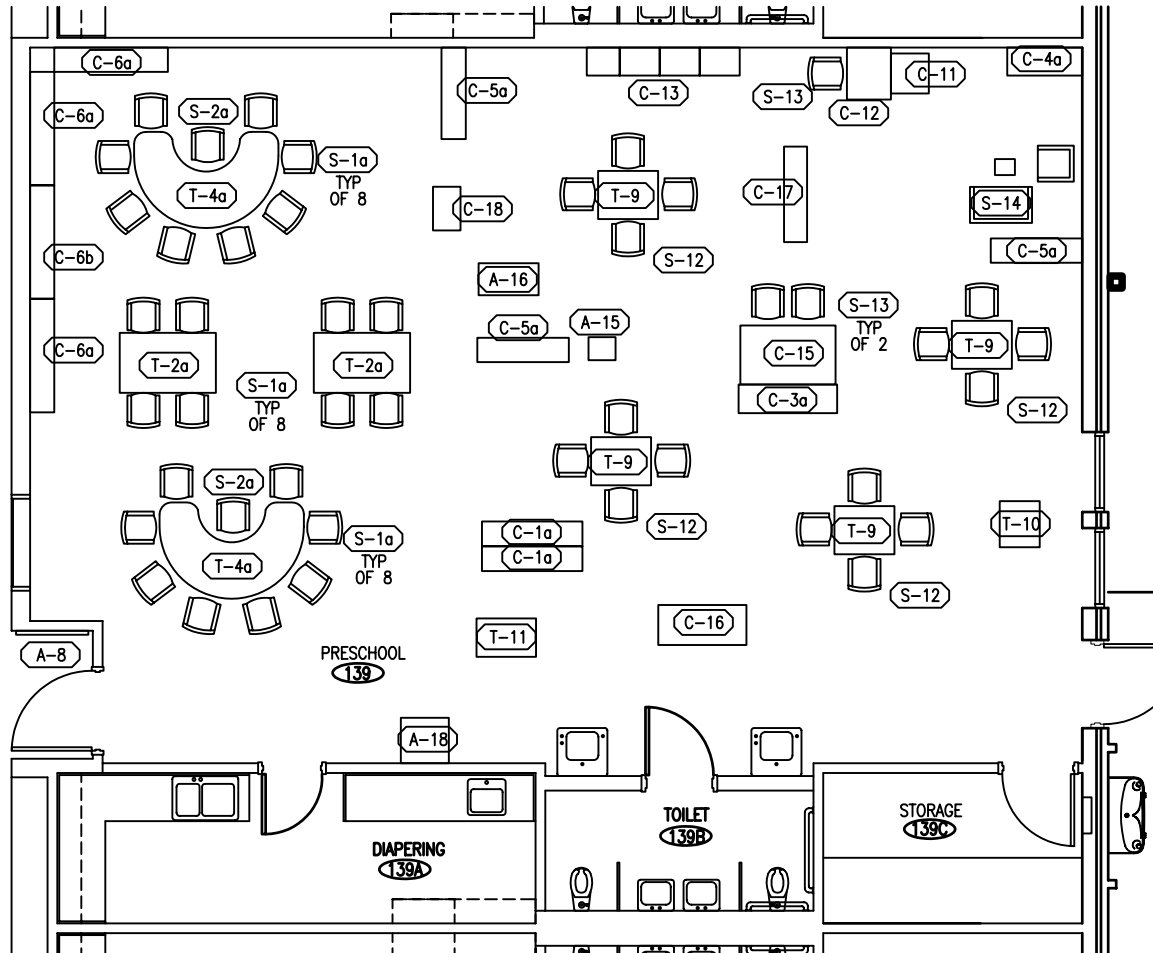 C-6a
C-5a
C-13
S-13
C-12
C-11
C-4a
C-6a
S-2a
S-1a
TYP
OF 8
T-4a
C-18
T-9
C-17
S-14
C-6b
S-12
C-5a
A-16
C-5a
A-15
S-13
TYP
OF 2
C-6a
T-2a
T-2a
C-15
T-9
S-1a
TYP
OF 8
C-3a
S-12
T-9
S-2a
S-1a
TYP
OF 8
T-4a
C-1a
C-1a
S-12
T-9
T-10
S-12
C-16
T-11
A-8
PRESCHOOL
139
A-18
TOILET
139B
STORAGE
139C
DIAPERING
139A